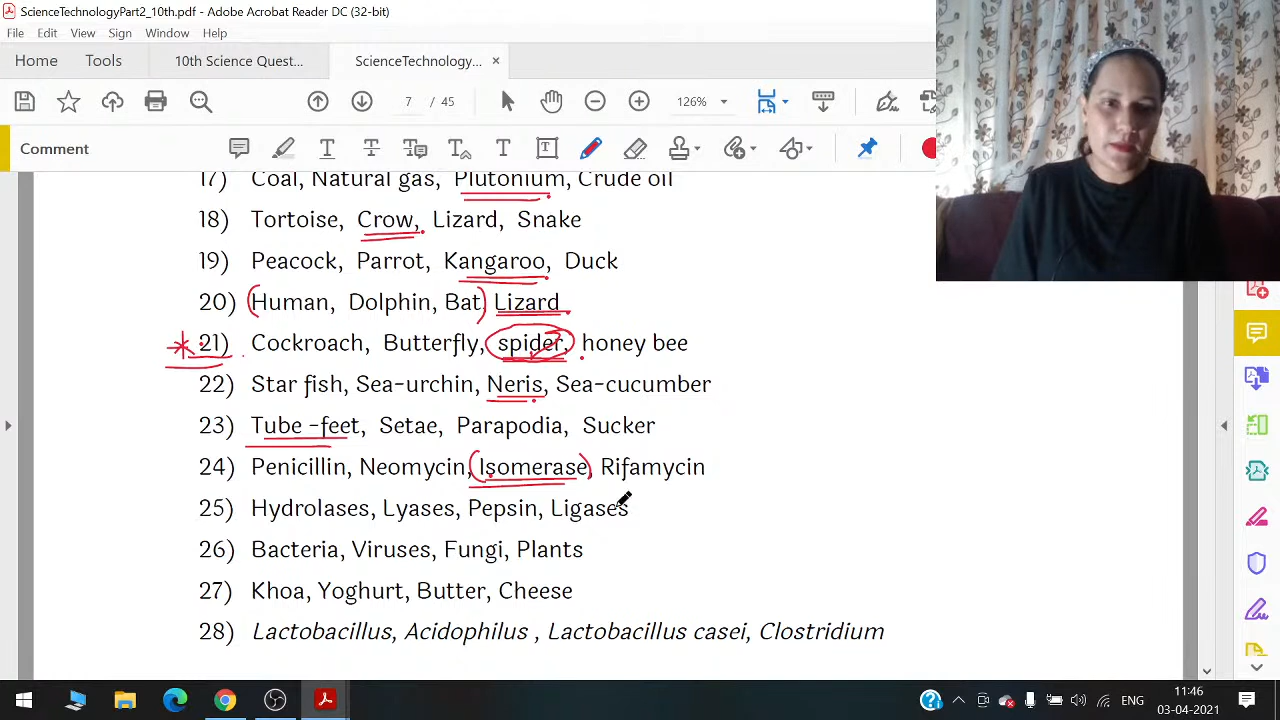 ScienceTechnologyPart2_10th.pdf - Adobe Acrobat Reader DC (32-bit)
File Edit View Sign Window Help
Home Tools 10th Science Quest... ScienceTechnology... ×
7 / 45 126%
Comment
17) Coal, Natural gas, Plutonium, Crude oil
18) Tortoise, Crow, Lizard, Snake
19) Peacock, Parrot, Kangaroo, Duck
20) Human, Dolphin, Bat, Lizard
21) Cockroach, Butterfly, spider, honey bee
22) Star fish, Sea-urchin, Neris, Sea-cucumber
23) Tube -feet, Setae, Parapodia, Sucker
24) Penicillin, Neomycin, Isomerase, Rifamycin
25) Hydrolases, Lyases, Pepsin, Ligases
26) Bacteria, Viruses, Fungi, Plants
27) Khoa, Yoghurt, Butter, Cheese
28) Lactobacillus, Acidophilus , Lactobacillus casei, Clostridium
ENG
11:46
03-04-2021